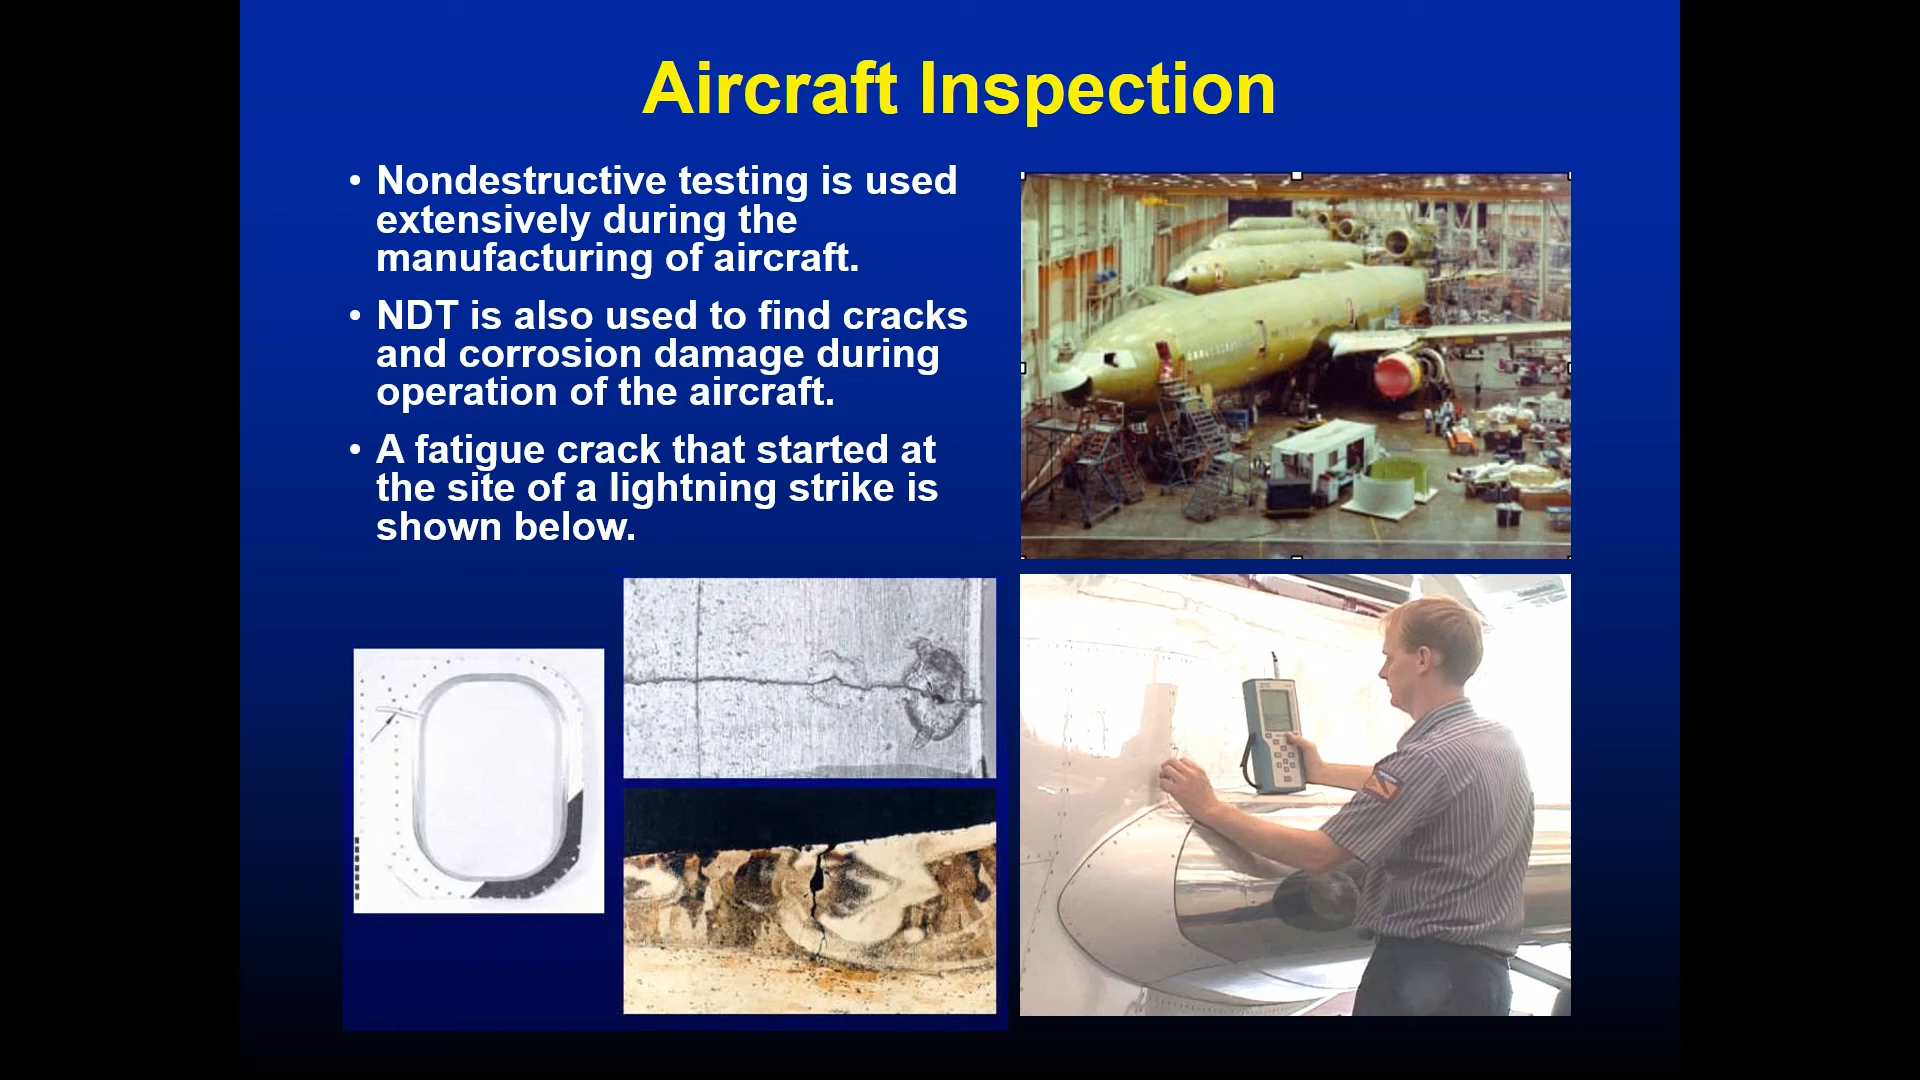 Aircraft Inspection
• Nondestructive testing is used
extensively during the
manufacturing of aircraft.
• NDT is also used to find cracks
and corrosion damage during
operation of the aircraft.
• A fatigue crack that started at
the site of a lightning strike is
shown below.